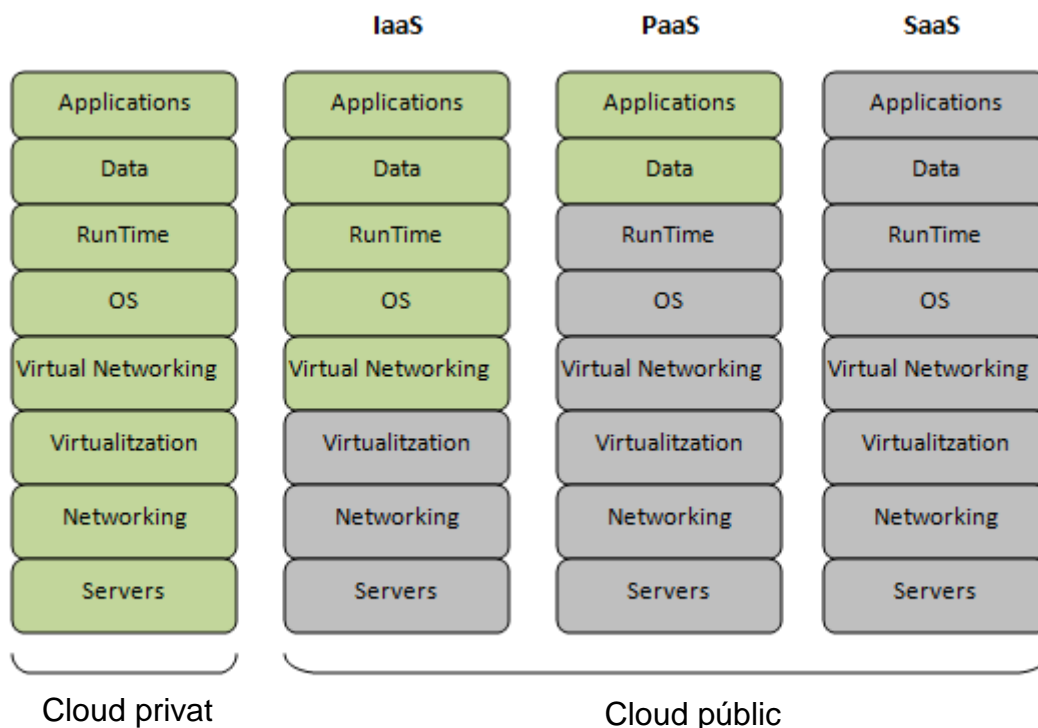 IaaS PaaS SaaS
Applications Applications Applications Applications
Data Data Data Data
RunTime RunTime RunTime RunTime
OS OS OS OS
Virtual Networking Virtual Networking Virtual Networking Virtual Networking
Virtualitzation Virtualitzation Virtualitzation Virtualitzation
Networking Networking Networking Networking
Servers Servers Servers Servers
Cloud privat Cloud públic